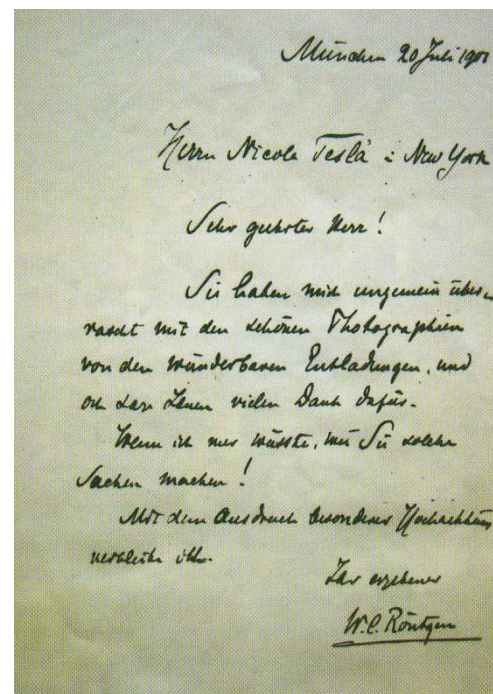 München 20 Juli 1901
Herrn Nicola Tesla i New York
Sehr geehrter Herr!
Sie haben mich ungemein über-
rascht mit den schönen Photographien
von den wunderbaren Entladungen, und
ich sage Ihnen vielen Dank dafür.
Wenn ich nur wüsste, wie Sie solche
Sachen machen!
Mit dem Ausdruck besonderer Hochachtung
verbleibe ich
Ihr ergebener
W. C. Röntgen